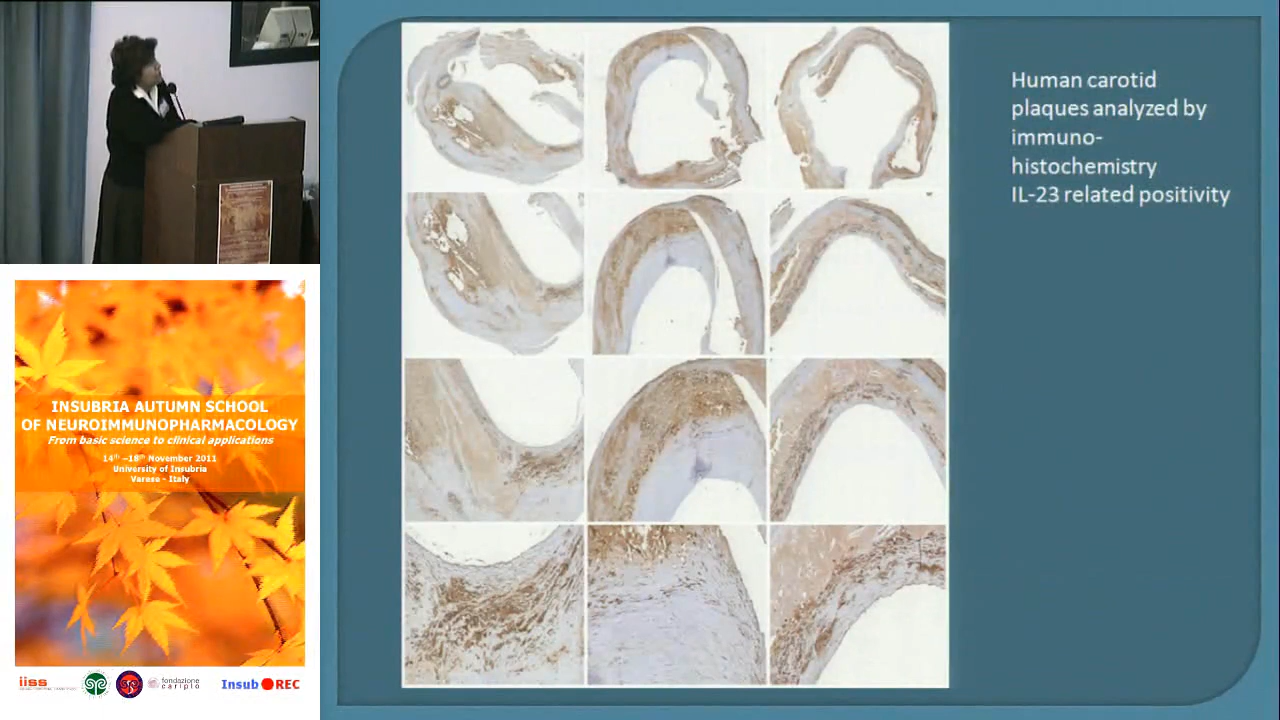 Human carotid
plaques analyzed by
immuno-
histochemistry
IL-23 related positivity
INSUBRIA AUTUMN SCHOOL
OF NEUROIMMUNOPHARMACOLOGY
From basic science to clinical applications
14th –18th November 2011
University of Insubria
Varese - Italy
iiss
fondazione
cariplo
Insub REC